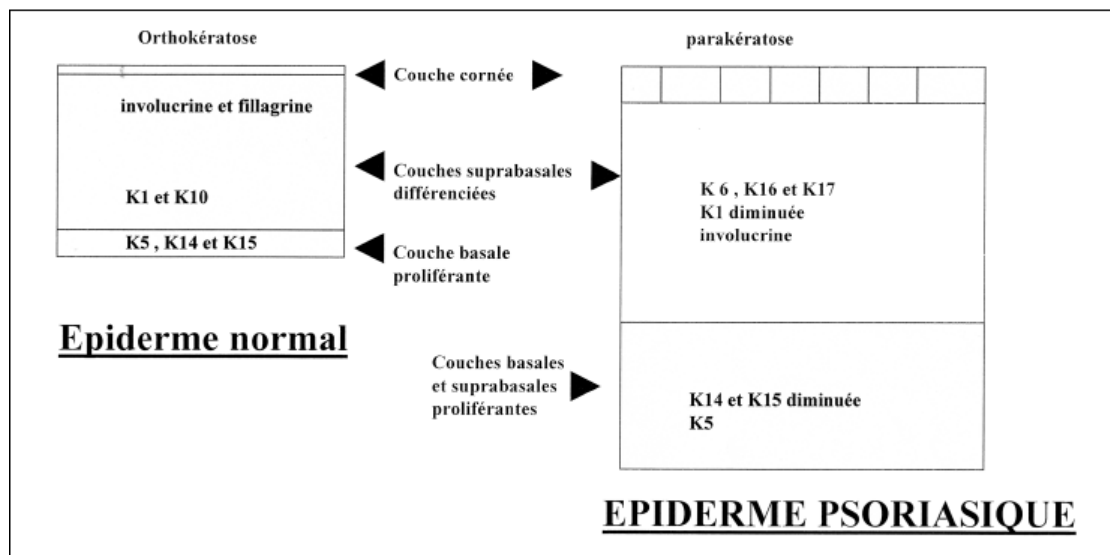 Orthokératose
parakératose
Couche cornée
involucrine et fillagrine
Couches suprabasales
différenciées
K1 et K10
K 6 , K16 et K17
K1 diminuée
involucrine
K5 , K14 et K15
Couche basale
proliférante
Epiderme normal
Couches basales
et suprabasales
proliférantes
K14 et K15 diminuée
K5
EPIDERME PSORIASIQUE